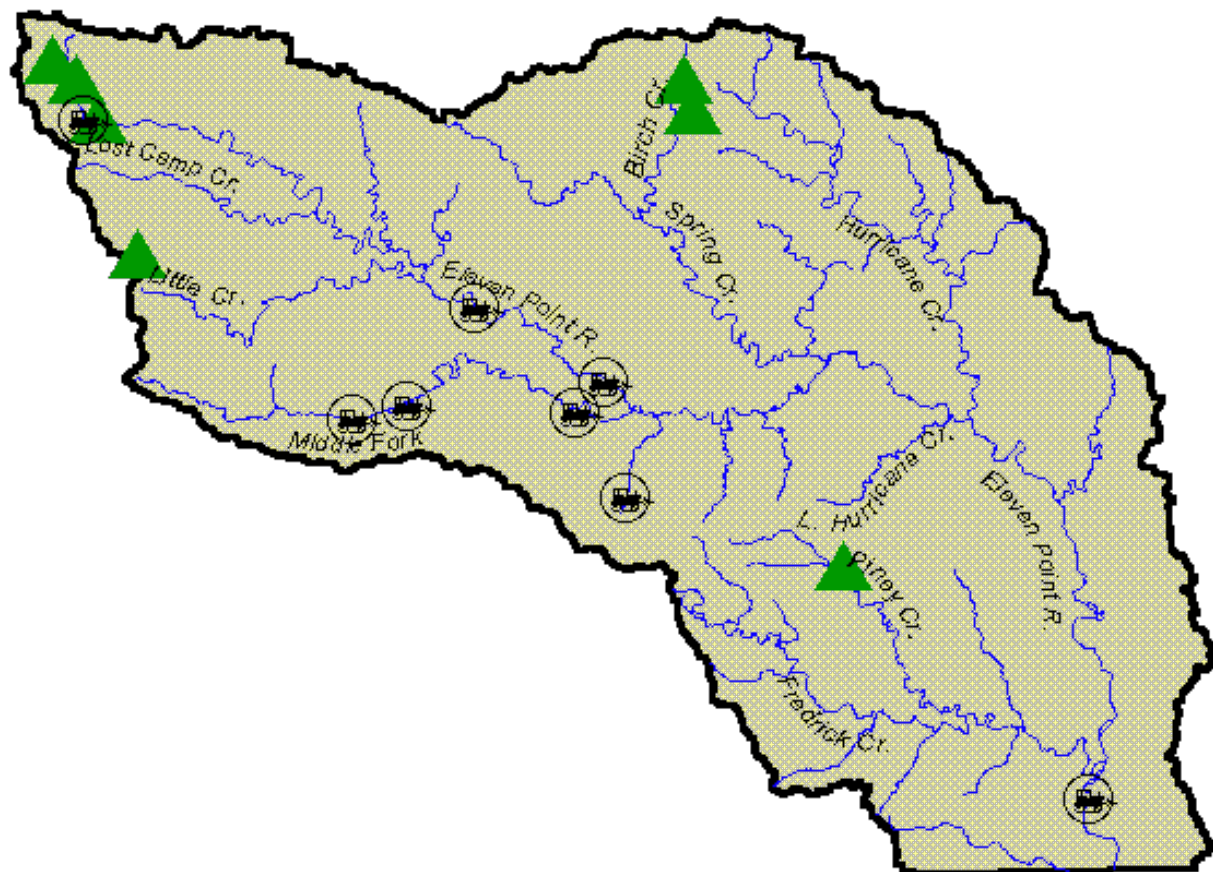 Birch Cr.
Lost Camp Cr.
Spring Cr.
Hurricane Cr.
Little Cr.
Eleven Point R.
Middle Fork
L. Hurricane Cr.
Eleven Point R.
piney Cr.
Fredrick Cr.